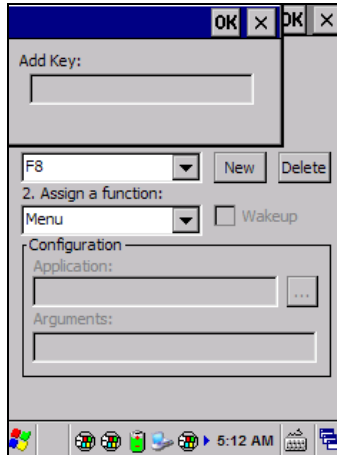 OK × OK ×
Add Key:
F8 New Delete
2. Assign a function:
Menu Wakeup
Configuration
Application:
...
Arguments:
5:12 AM